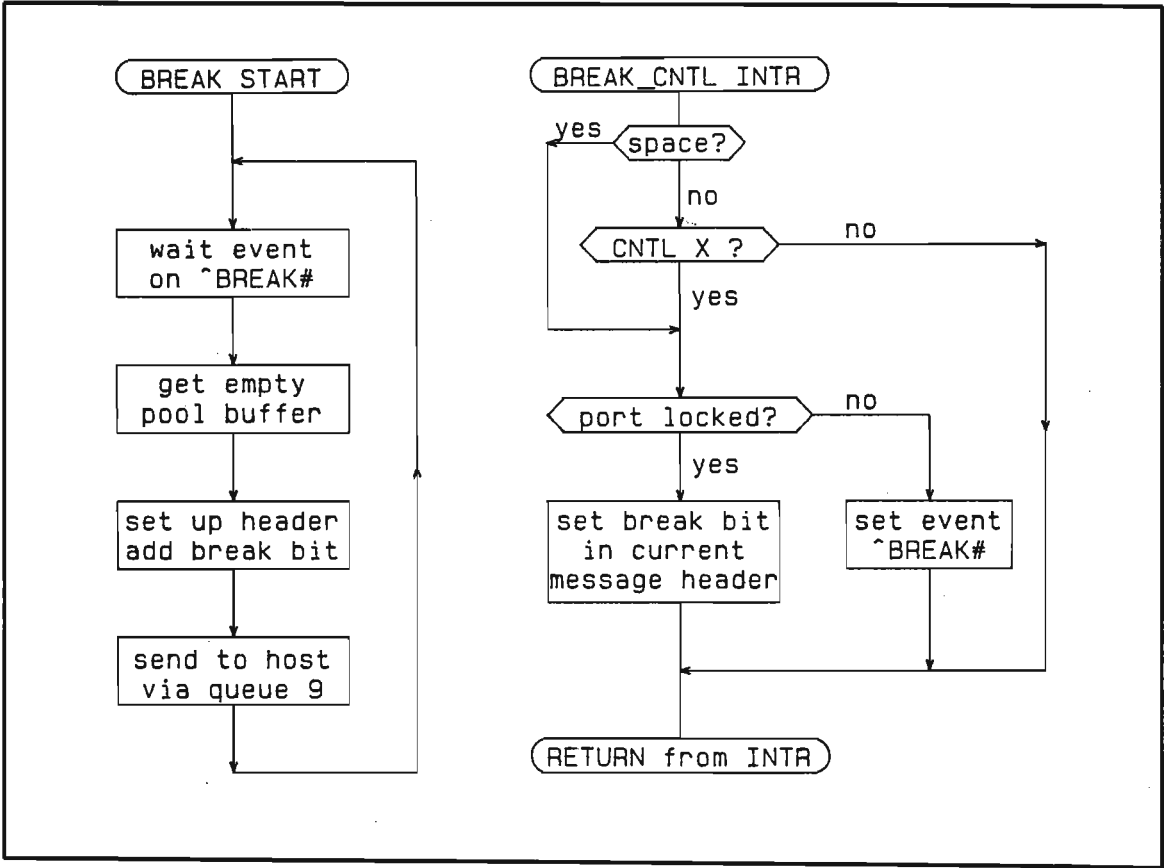 BREAK START
wait event
on ^BREAK#
get empty
pool buffer
set up header
add break bit
send to host
via queue 9
BREAK_CNTL_INTR
yes
space?
no
CNTL X ?
no
yes
port locked?
no
yes
set break bit
in current
message header
set event
^BREAK#
RETURN from INTR